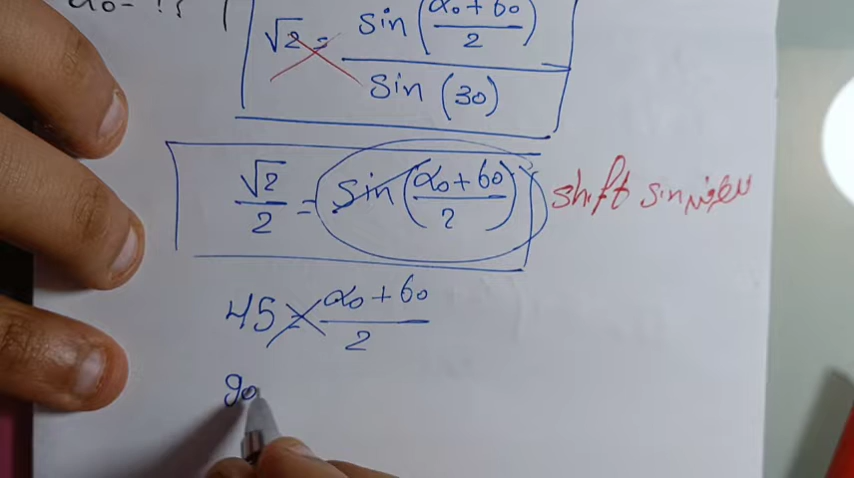 α₀ = ??
√2 = sin (α₀ + 60 / 2) / sin (30)
√2 / 2 = sin (α₀ + 60 / 2) shift sin
45 = α₀ + 60 / 2
90